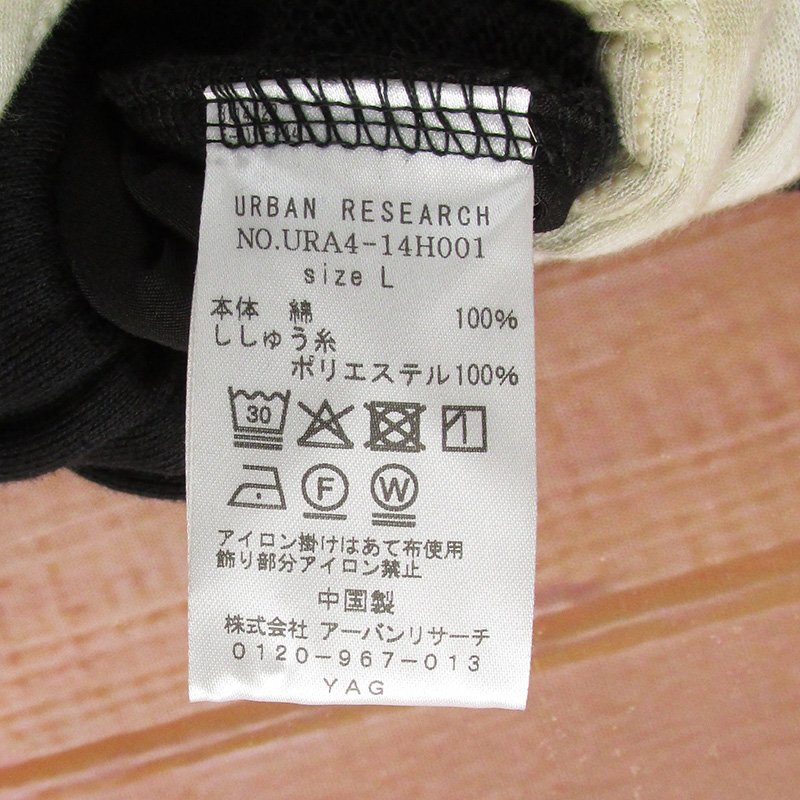 URBAN RESEARCH
NO.URA4-14H001
size L
本体 綿 100%
ししゅう糸
ポリエステル100%
30
F W
アイロン掛けはあて布使用
飾り部分アイロン禁止
中国製
株式会社 アーバンリサーチ
0120-967-013
YAG